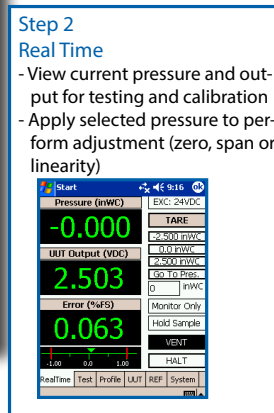 Step 2
Real Time
- View current pressure and out-
put for testing and calibration
- Apply selected pressure to per-
form adjustment (zero, span or
linearity)
Start 9:16 ok
Pressure (inWC) EXC: 24VDC
-0.000
TARE
-2.500 inWC
0.0 inWC
UUT Output (VDC) 2.500 inWC
2.503
Go To Pres.
0 inWC
Error (%FS) Monitor Only
0.063
Hold Sample
VENT
-1.00 0.0 1.00 HALT
RealTime Test Profile UUT REF System